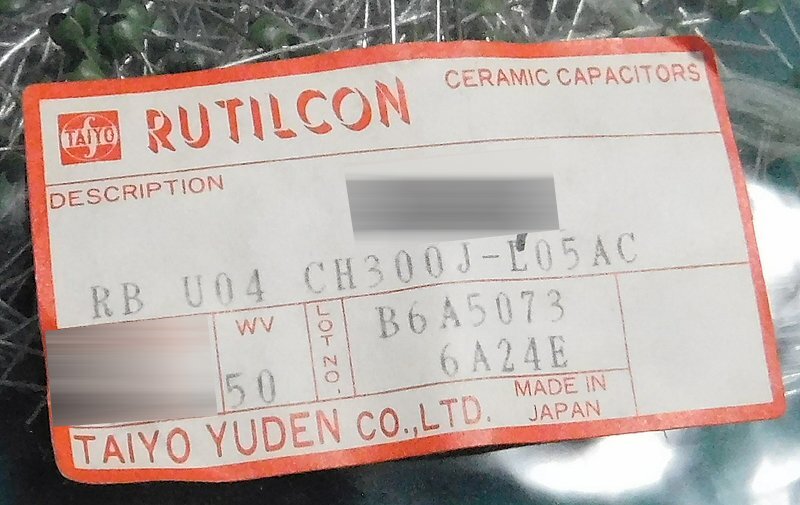 CERAMIC CAPACITORS
TAIYO RUTILCON
DESCRIPTION
RB U04 CH300J-L05AC
WV
50
LOT NO.
B6A5073
6A24E
MADE IN
JAPAN
TAIYO YUDEN CO.,LTD.